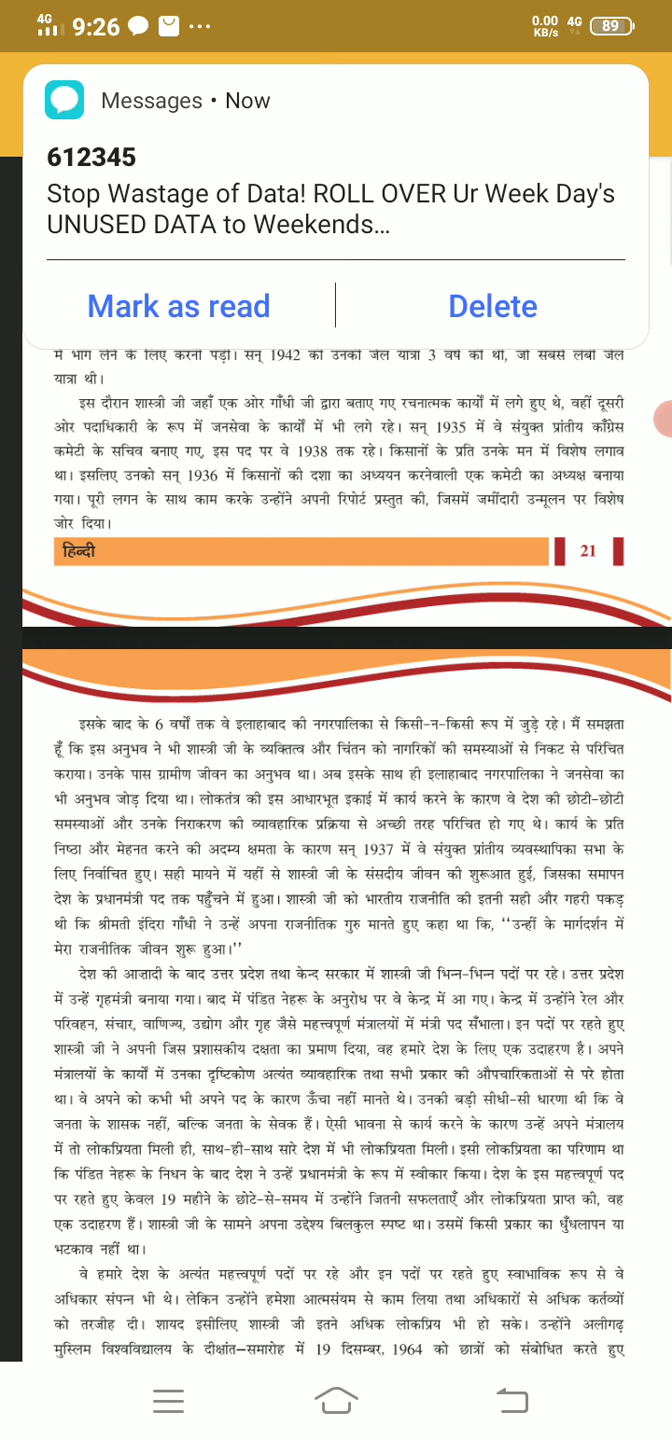 4G 9:26 ... 0.00 KB/s 4G 89
Messages • Now
612345
Stop Wastage of Data! ROLL OVER Ur Week Day's
UNUSED DATA to Weekends...
Mark as read Delete
में भाग लेने के लिए करनी पड़ी। सन् 1942 की उनकी जेल यात्रा 3 वर्ष की थी, जो सबसे लंबी जेल
यात्रा थी।
इस दौरान शास्त्री जी जहाँ एक ओर गाँधी जी द्वारा बताए गए रचनात्मक कार्यों में लगे हुए थे, वहीं दूसरी
ओर पदाधिकारी के रूप में जनसेवा के कार्यों में भी लगे रहे। सन् 1935 में वे संयुक्त प्रांतीय काँग्रेस
कमेटी के सचिव बनाए गए, इस पद पर वे 1938 तक रहे। किसानों के प्रति उनके मन में विशेष लगाव
था। इसलिए उनको सन् 1936 में किसानों की दशा का अध्ययन करनेवाली एक कमेटी का अध्यक्ष बनाया
गया। पूरी लगन के साथ काम करके उन्होंने अपनी रिपोर्ट प्रस्तुत की, जिसमें जमींदारी उन्मूलन पर विशेष
जोर दिया।
हिन्दी 21
इसके बाद के 6 वर्षों तक वे इलाहाबाद की नगरपालिका से किसी-न-किसी रूप में जुड़े रहे। मैं समझता
हूँ कि इस अनुभव ने भी शास्त्री जी के व्यक्तित्व और चिंतन को नागरिकों की समस्याओं से निकट से परिचित
कराया। उनके पास ग्रामीण जीवन का अनुभव था। अब इसके साथ ही इलाहाबाद नगरपालिका ने जनसेवा का
भी अनुभव जोड़ दिया था। लोकतंत्र की इस आधारभूत इकाई में कार्य करने के कारण वे देश की छोटी-छोटी
समस्याओं और उनके निराकरण की व्यावहारिक प्रक्रिया से अच्छी तरह परिचित हो गए थे। कार्य के प्रति
निष्ठा और मेहनत करने की अदम्य क्षमता के कारण सन् 1937 में वे संयुक्त प्रांतीय व्यवस्थापिका सभा के
लिए निर्वाचित हुए। सही मायने में यहीं से शास्त्री जी के संसदीय जीवन की शुरूआत हुई, जिसका समापन
देश के प्रधानमंत्री पद तक पहुँचने में हुआ। शास्त्री जी को भारतीय राजनीति की इतनी सही और गहरी पकड़
थी कि श्रीमती इंदिरा गाँधी ने उन्हें अपना राजनीतिक गुरु मानते हुए कहा था कि, ‘‘उन्हीं के मार्गदर्शन में
मेरा राजनीतिक जीवन शुरू हुआ।’’
देश की आज़ादी के बाद उत्तर प्रदेश तथा केन्द्र सरकार में शास्त्री जी भिन्न-भिन्न पदों पर रहे। उत्तर प्रदेश
में उन्हें गृहमंत्री बनाया गया। बाद में पंडित नेहरू के अनुरोध पर वे केन्द्र में आ गए। केन्द्र में उन्होंने रेल और
परिवहन, संचार, वाणिज्य, उद्योग और गृह जैसे महत्त्वपूर्ण मंत्रालयों में मंत्री पद सँभाला। इन पदों पर रहते हुए
शास्त्री जी ने अपनी जिस प्रशासकीय दक्षता का प्रमाण दिया, वह हमारे देश के लिए एक उदाहरण है। अपने
मंत्रालयों के कार्यों में उनका दृष्टिकोण अत्यंत व्यावहारिक तथा सभी प्रकार की औपचारिकताओं से परे होता
था। वे अपने को कभी भी अपने पद के कारण ऊँचा नहीं मानते थे। उनकी बड़ी सीधी-सी धारणा थी कि वे
जनता के शासक नहीं, बल्कि जनता के सेवक हैं। ऐसी भावना से कार्य करने के कारण उन्हें अपने मंत्रालय
में तो लोकप्रियता मिली ही, साथ-ही-साथ सारे देश में भी लोकप्रियता मिली। इसी लोकप्रियता का परिणाम था
कि पंडित नेहरू के निधन के बाद देश ने उन्हें प्रधानमंत्री के रूप में स्वीकार किया। देश के इस महत्त्वपूर्ण पद
पर रहते हुए केवल 19 महीने के छोटे-से-समय में उन्होंने जितनी सफलताएँ और लोकप्रियता प्राप्त की, वह
एक उदाहरण हैं। शास्त्री जी के सामने अपना उद्देश्य बिलकुल स्पष्ट था। उसमें किसी प्रकार का धुँधलापन या
भटकाव नहीं था।
वे हमारे देश के अत्यंत महत्त्वपूर्ण पदों पर रहे और इन पदों पर रहते हुए स्वाभाविक रूप से वे
अधिकार संपन्न भी थे। लेकिन उन्होंने हमेशा आत्मसंयम से काम लिया तथा अधिकारों से अधिक कर्तव्यों
को तरजीह दी। शायद इसीलिए शास्त्री जी इतने अधिक लोकप्रिय भी हो सके। उन्होंने अलीगढ़
मुस्लिम विश्वविद्यालय के दीक्षांत-समारोह में 19 दिसम्बर, 1964 को छात्रों को संबोधित करते हुए